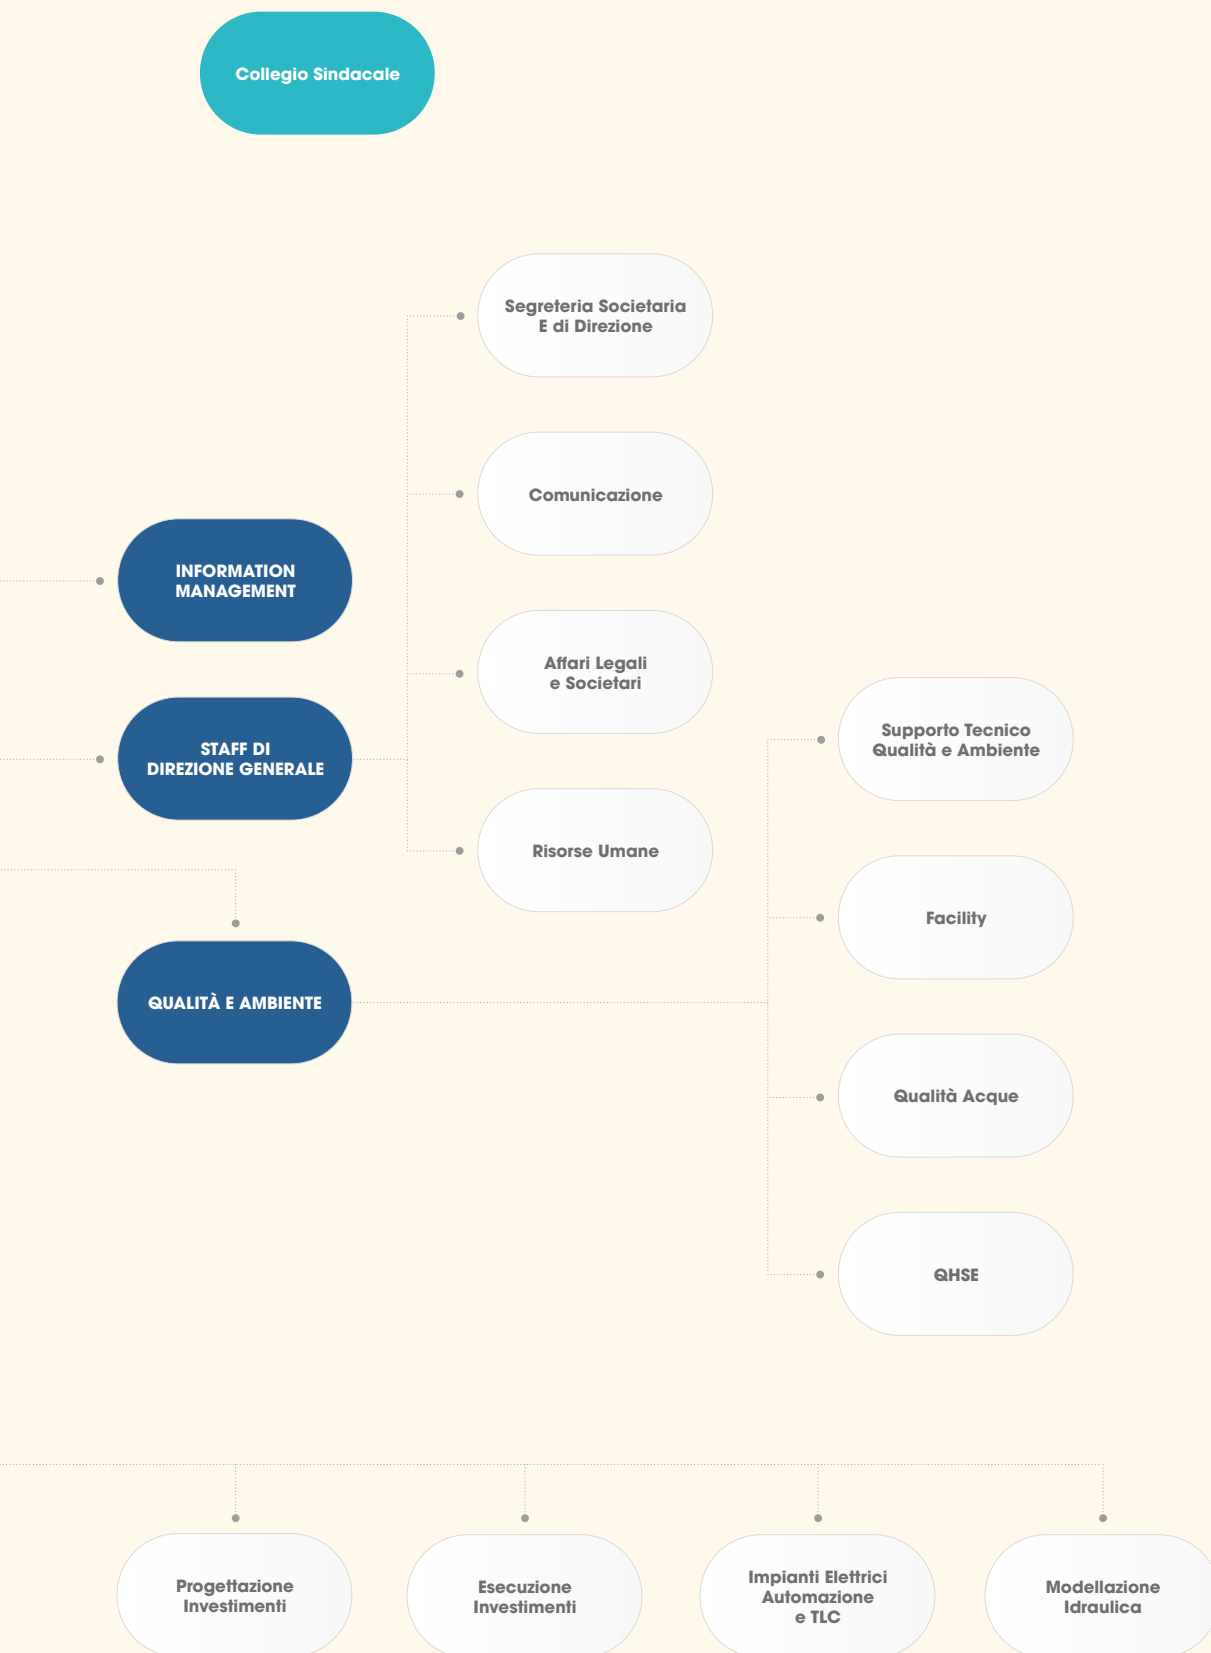 Collegio Sindacale
Segreteria Societaria
E di Direzione
Comunicazione
INFORMATION
MANAGEMENT
Affari Legali
e Societari
STAFF DI
DIREZIONE GENERALE
Supporto Tecnico
Qualità e Ambiente
Risorse Umane
Facility
QUALITÀ E AMBIENTE
Qualità Acque
QHSE
Progettazione
Investimenti
Esecuzione
Investimenti
Impianti Elettrici
Automazione
e TLC
Modellazione
Idraulica